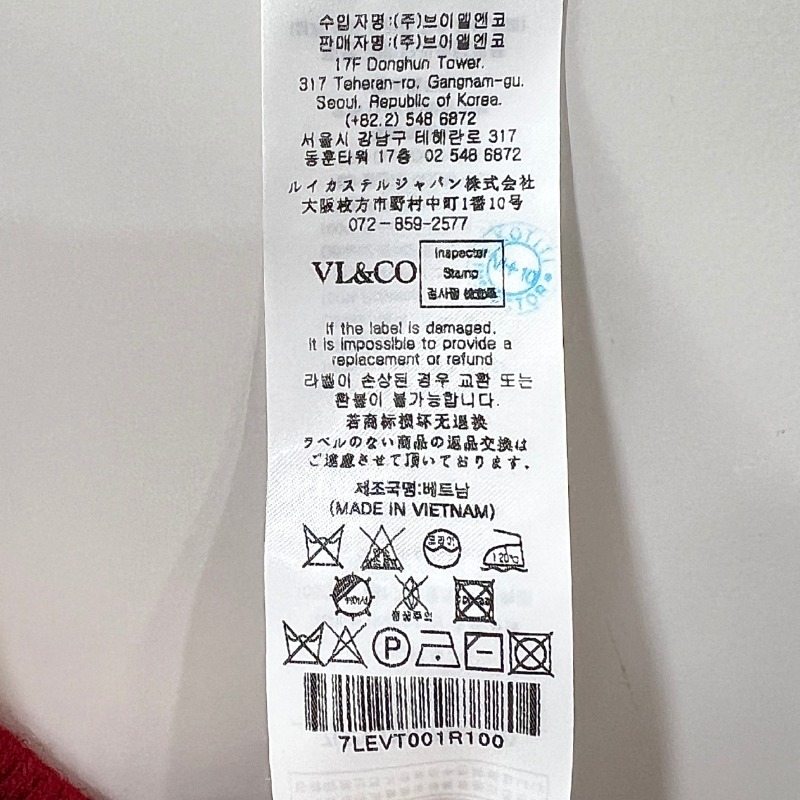 수입자명:(주)브이엘엔코
판매자명:(주)브이엘엔코
17F Donghun Tower.
317 Teheran-ro, Gangnam-gu.
Seoul, Republic of Korea.
(+82.2) 548 6872
서울시 강남구 테헤란로 317
동훈타워 17층 02 548 6872
ルイカステルジャパン株式会社
大阪枚方市野村中町1番10号
072-859-2577
VL&CO
Inspector
Stamp
If the label is damaged,
it is impossible to provide a
replacement or refund
라벨이 손상된 경우 교환 또는
환불이 불가능합니다.
若商标损坏无退换
ラベルのない商品の返品交換は
ご遠慮させて頂いております.
제조국명:베트남
(MADE IN VIETNAM)
드라이
120℃
P
7LEVT001R100